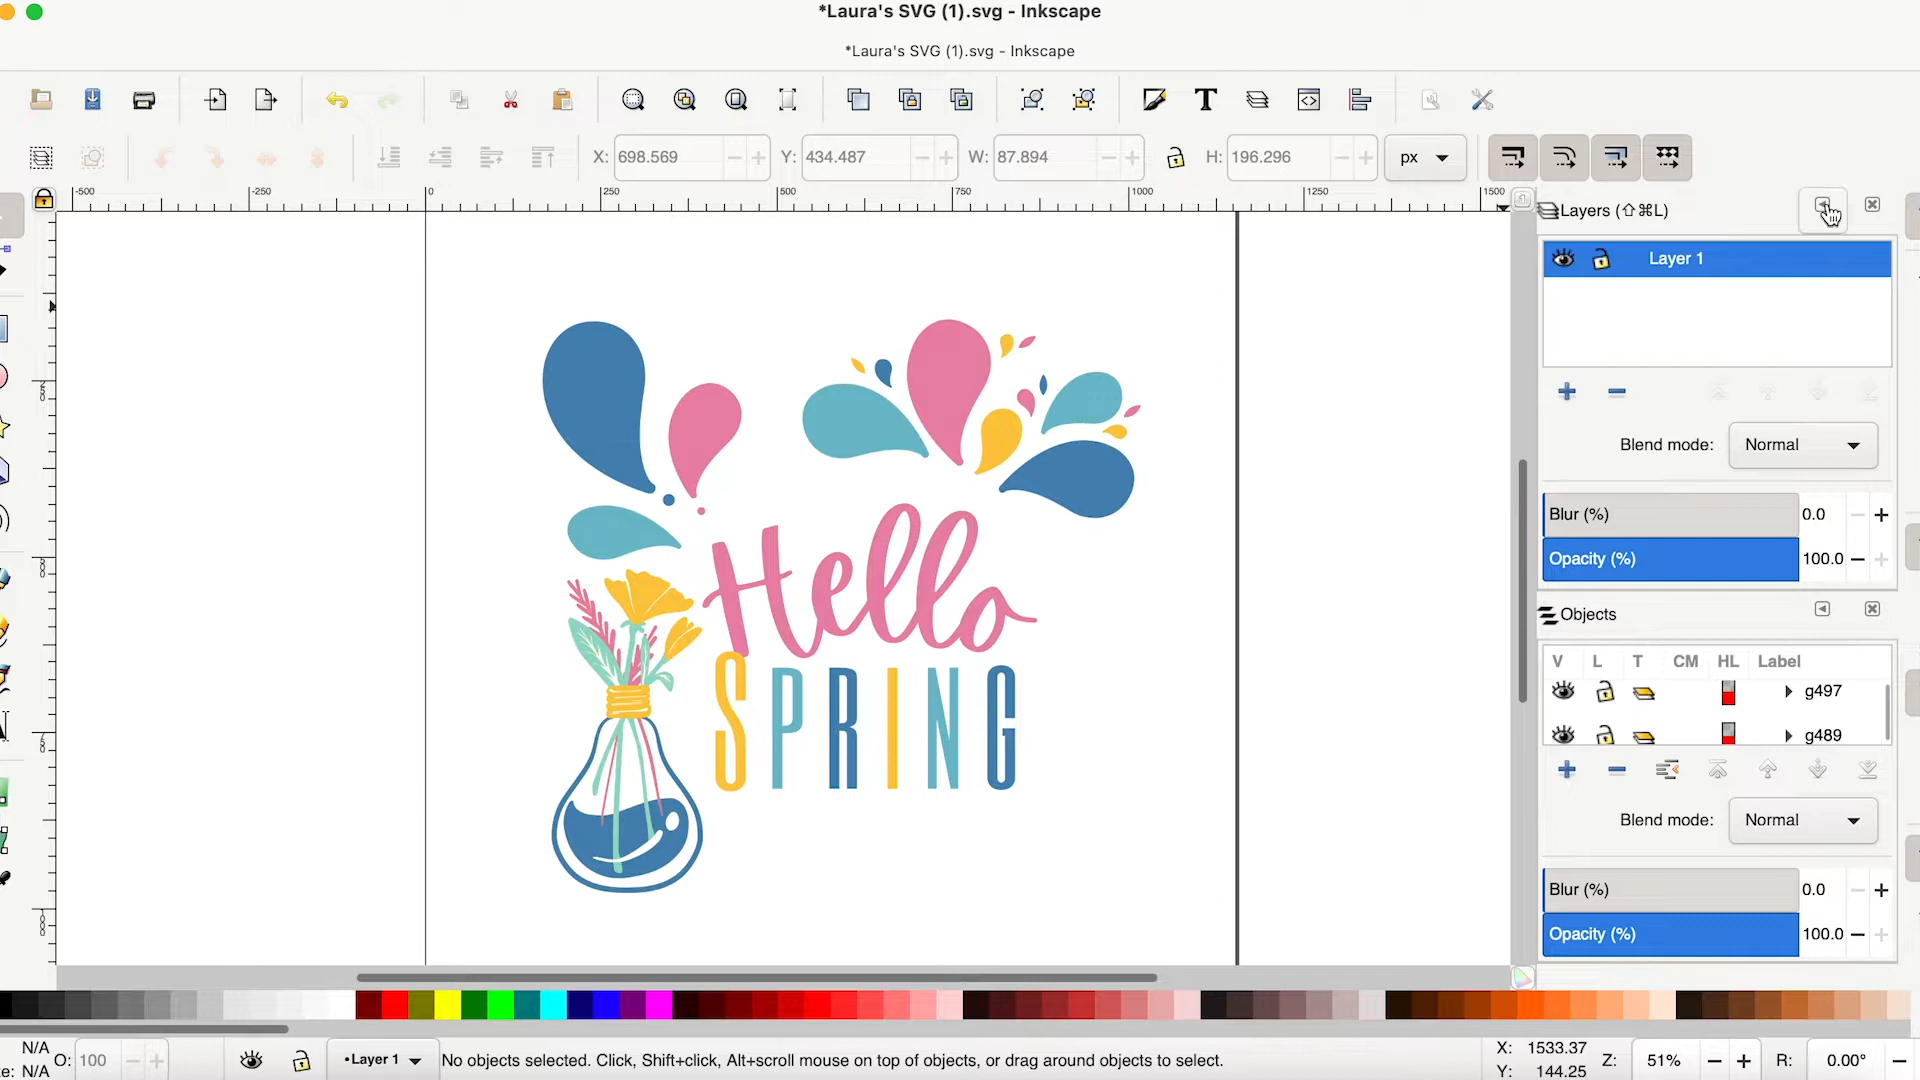 *Laura's SVG (1).svg - Inkscape
*Laura's SVG (1).svg - Inkscape
X: 698.569 Y: 434.487 W: 87.894 H: 196.296 px
-500 -250 0 250 500 750 1000 1250 1500
Layers (⇧⌘L)
Layer 1
Blend mode: Normal
Blur (%) 0.0
Opacity (%) 100.0
Objects
V L T CM HL Label
g497
g489
Blend mode: Normal
Blur (%) 0.0
Opacity (%) 100.0
Hello
SPRING
N/A O: 100 •Layer 1 No objects selected. Click, Shift+click, Alt+scroll mouse on top of objects, or drag around objects to select. X: 1533.37 Z: 51% R: 0.00°
N/A Y: 144.25